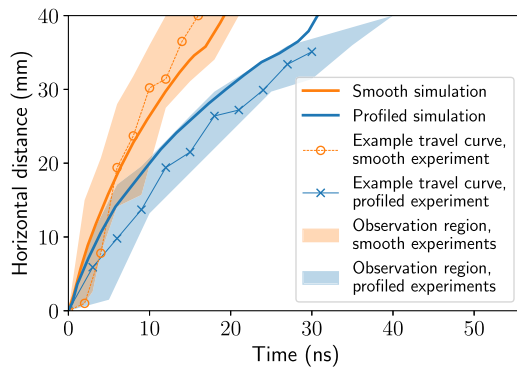 40
30
20
10
0
Horizontal distance (mm)
0
10
20
30
40
50
Time (ns)
Smooth simulation
Profiled simulation
Example travel curve,
smooth experiment
Example travel curve,
profiled experiment
Observation region,
smooth experiments
Observation region,
profiled experiments